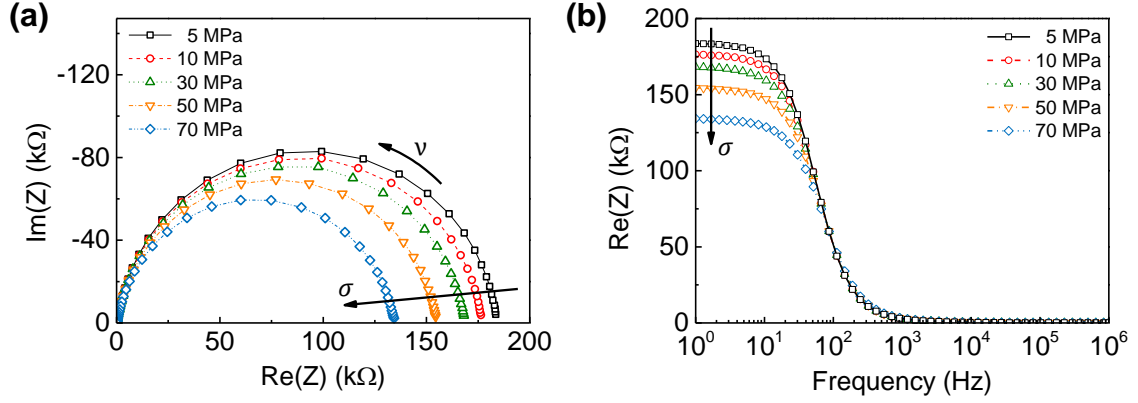 (a)
5 MPa
10 MPa
30 MPa
50 MPa
70 MPa
ν
σ
-120
-80
-40
0
Im(Z) (kΩ)
0 50 100 150 200
Re(Z) (kΩ)
(b)
5 MPa
10 MPa
30 MPa
50 MPa
70 MPa
σ
200
150
100
50
0
Re(Z) (kΩ)
10⁰ 10¹ 10² 10³ 10⁴ 10⁵ 10⁶
Frequency (Hz)